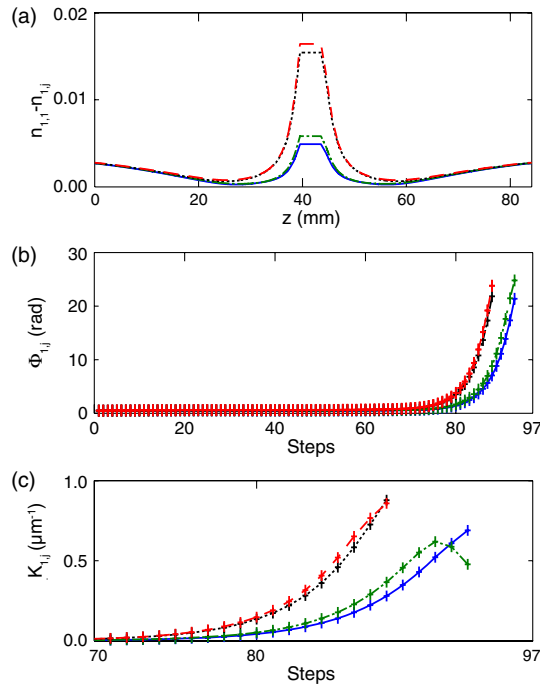 (a)
0.02
0.01
0.00
n1,1-n1,j
0 20 40 60 80
z (mm)
(b)
30
20
10
0
Φ1,j (rad)
0 20 40 60 80 97
Steps
(c)
1.0
0.5
0.0
K1,j (μm-1)
70 80 97
Steps